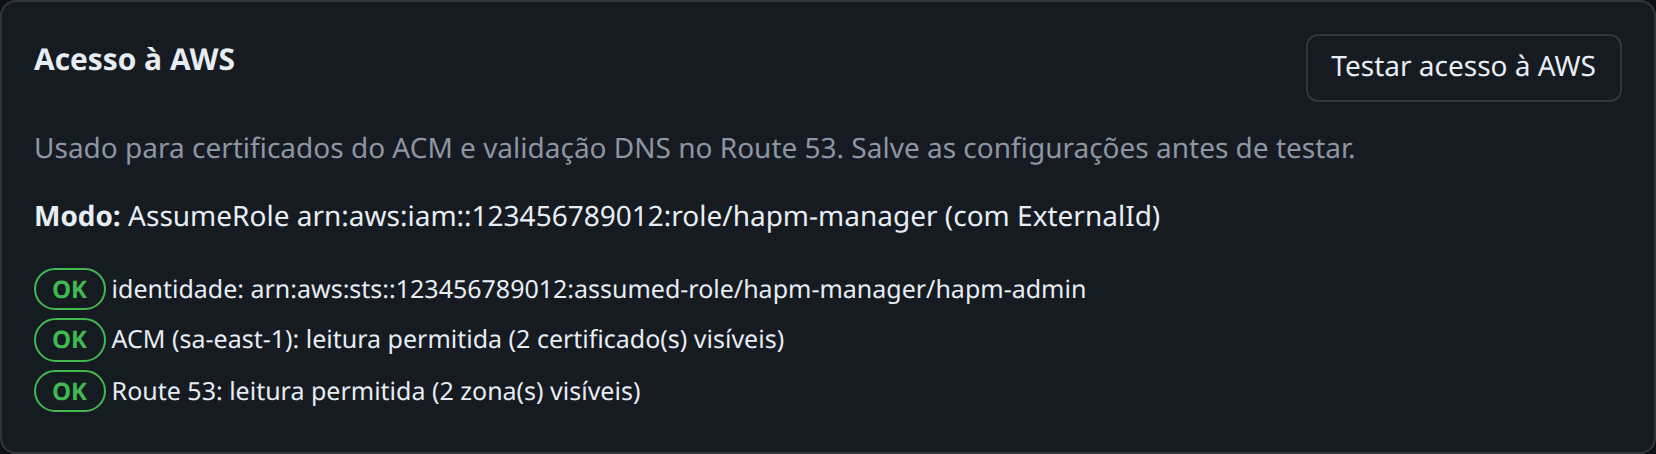 Acesso à AWS
Testar acesso à AWS
Usado para certificados do ACM e validação DNS no Route 53. Salve as configurações antes de testar.
Modo: AssumeRole arn:aws:iam::123456789012:role/hapm-manager (com ExternalId)
OK identidade: arn:aws:sts::123456789012:assumed-role/hapm-manager/hapm-admin
OK ACM (sa-east-1): leitura permitida (2 certificado(s) visíveis)
OK Route 53: leitura permitida (2 zona(s) visíveis)